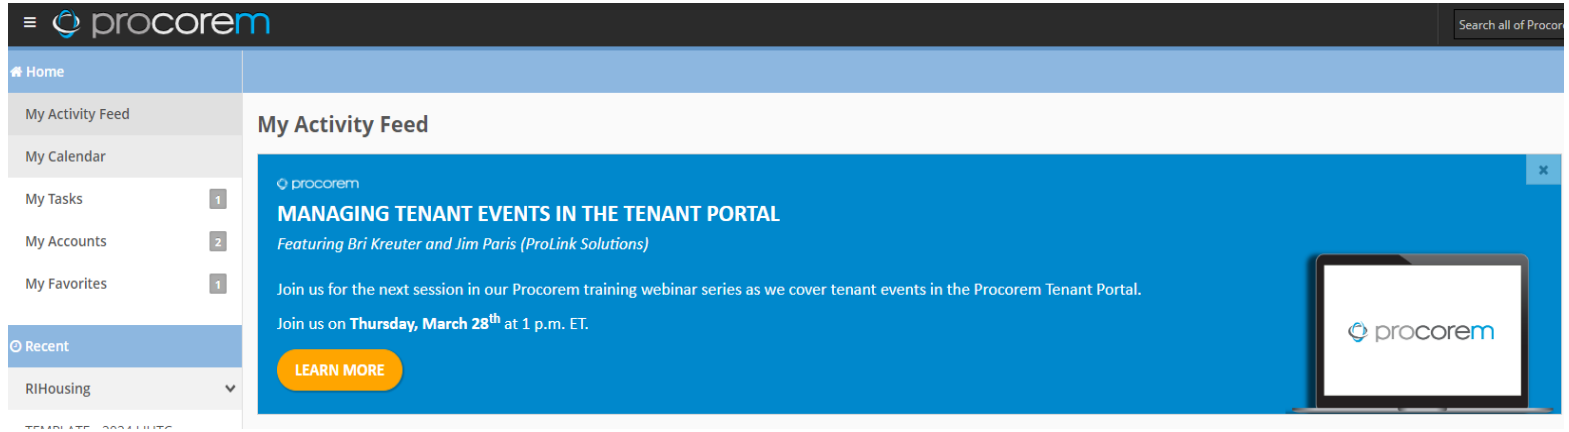 procorem
Search all of Procor
Home
My Activity Feed
My Calendar
My Tasks 1
My Accounts 2
My Favorites 1
Recent
RIHousing
TEMPLATE - 2024 LIHTC
My Activity Feed
procorem
MANAGING TENANT EVENTS IN THE TENANT PORTAL
Featuring Bri Kreuter and Jim Paris (ProLink Solutions)
Join us for the next session in our Procorem training webinar series as we cover tenant events in the Procorem Tenant Portal.
Join us on Thursday, March 28th at 1 p.m. ET.
LEARN MORE
procorem